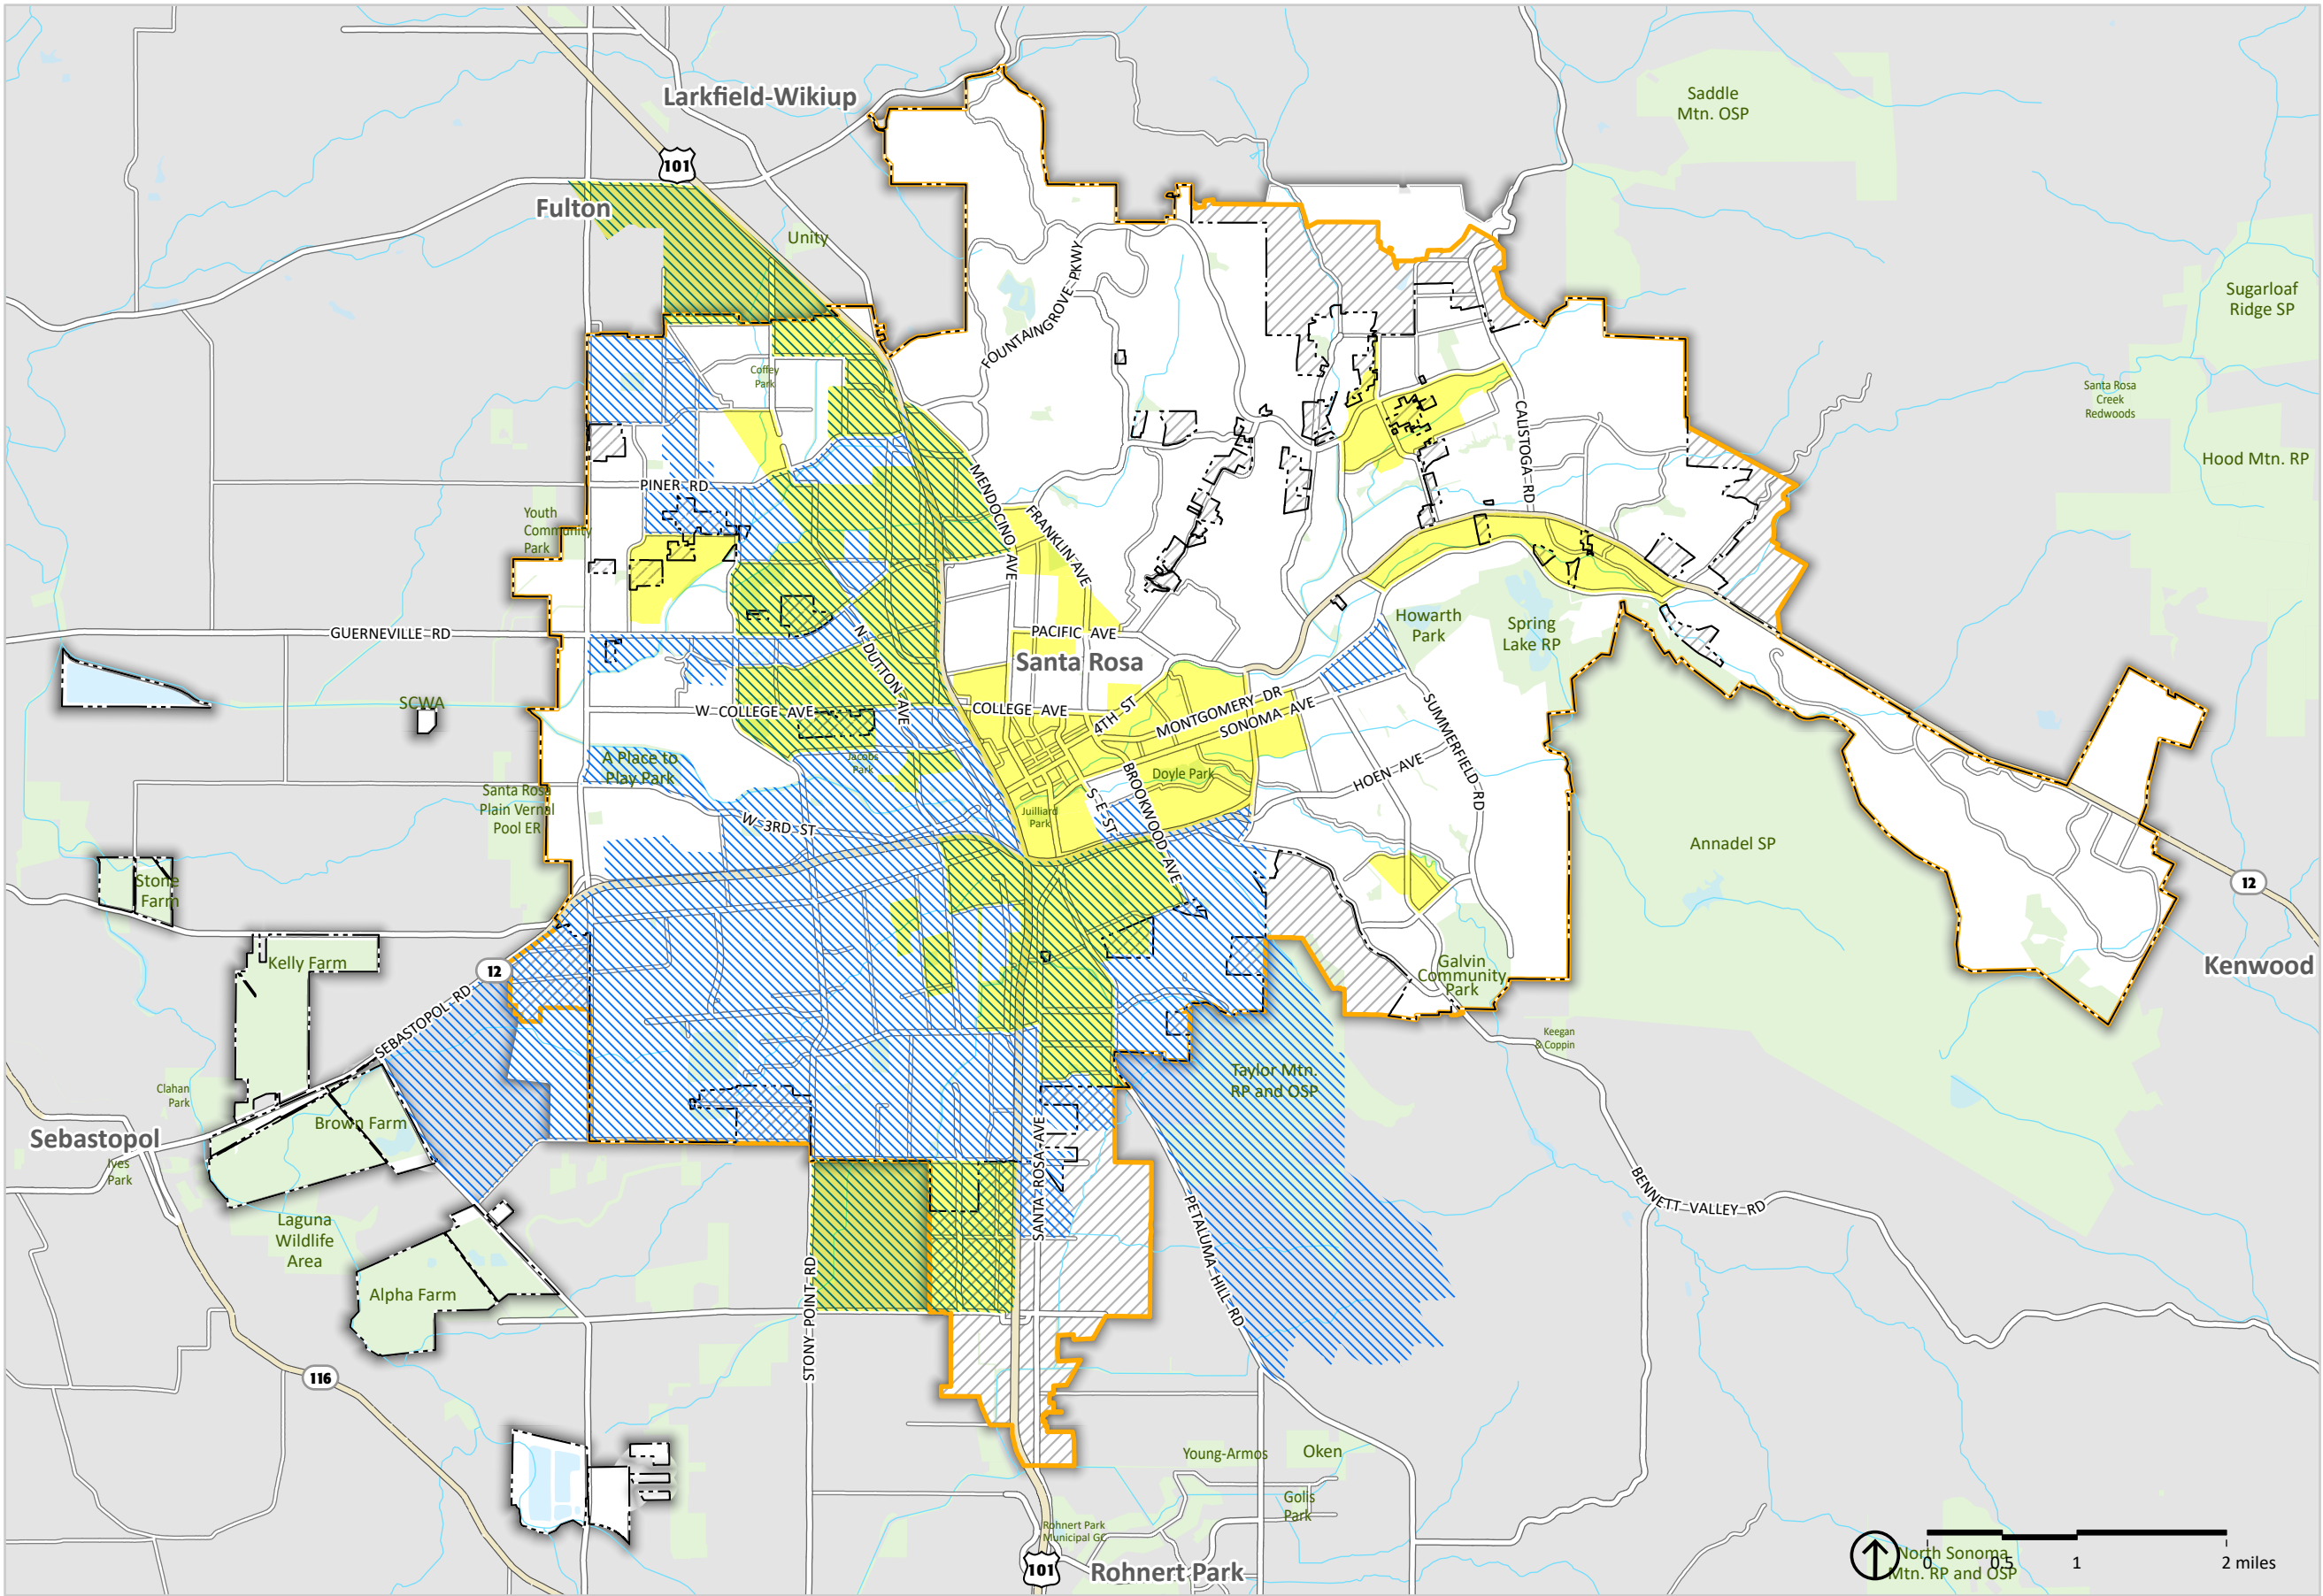 Larkfield-Wikiup
Saddle
Mtn. OSP
101
Fulton
Unity
FOUNTAINGROVE PKWY
Sugarloaf
Ridge SP
Coffey
Park
Santa Rosa
Creek
Redwoods
CALISTOGA RD
Hood Mtn. RP
MENDOCINO AVE
PINER RD
FRANKLIN AVE
Youth
Community
Park
Howarth
Park
Spring
Lake RP
GUERNEVILLE RD
PACIFIC AVE
N DUTTON AVE
Santa Rosa
SCWA
W COLLEGE AVE
COLLEGE AVE
4TH ST
MONTGOMERY DR
SONOMA AVE
SUMMERFIELD RD
A Place to
Play Park
Jacobs
Park
HOEN AVE
Doyle Park
BROOKWOOD AVE
S E ST
Santa Rosa
Plain Vernal
Pool ER
W 3RD ST
Juilliard
Park
Annadel SP
Stone
Farm
12
Kelly Farm
12
Galvin
Community
Park
Kenwood
SEBASTOPOL RD
Keegan
& Coppin
Taylor Mtn.
RP and OSP
Clahan
Park
Brown Farm
Sebastopol
Ives
Park
SANTA ROSA AVE
BENNETT VALLEY RD
Laguna
Wildlife
Area
PETALUMA HILL RD
STONY POINT RD
Alpha Farm
116
Young-Armos
Oken
Golis
Park
Rohnert Park
Municipal GC
101
Rohnert Park
North Sonoma
Mtn. RP and OSP
0 0.5 1 2 miles